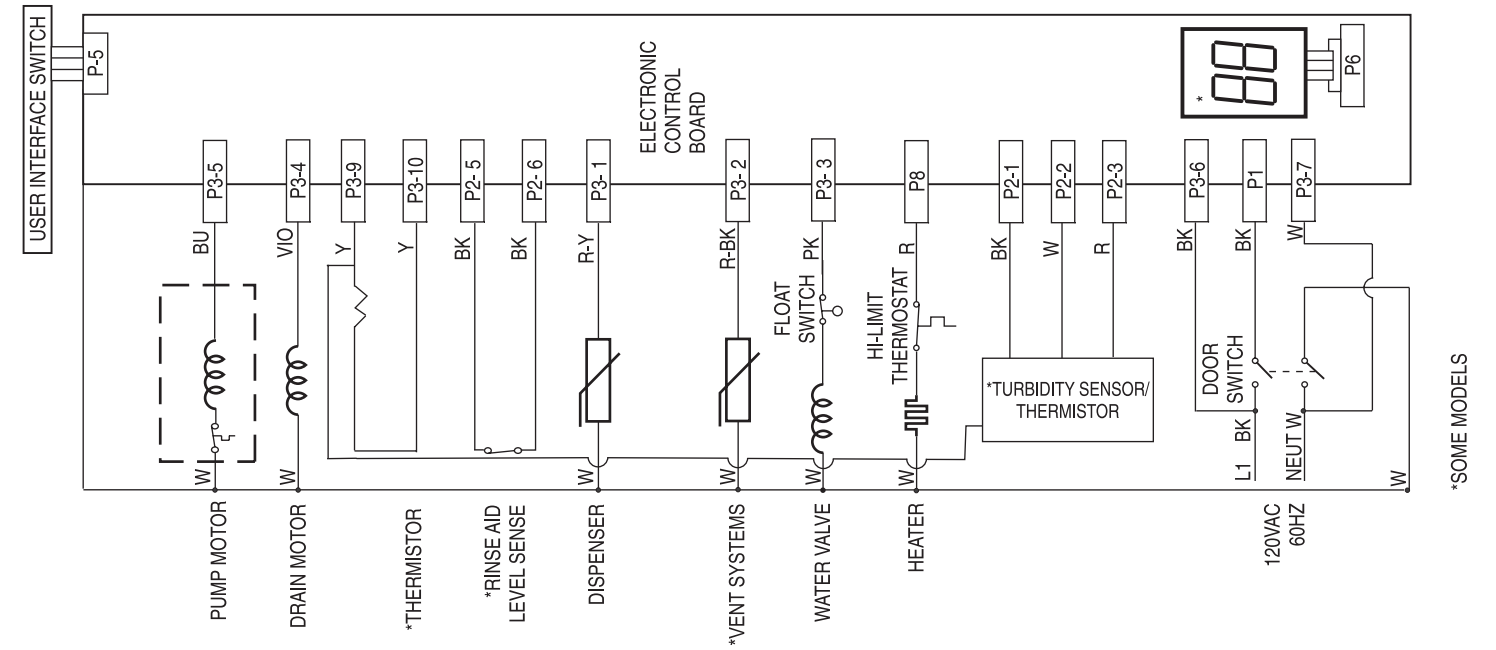 USER INTERFACE SWITCH
P-5
ELECTRONIC
CONTROL
BOARD
*
P6
P3-5
P3-4
P3-9
P3-10
P2- 5
P2- 6
P3- 1
P3- 2
P3- 3
P8
P2-1
P2-2
P2-3
P3-6
P1
P3-7
BU
VIO
Y
Y
BK
BK
R-Y
R-BK
PK
R
BK
W
R
BK
BK
W
FLOAT
SWITCH
HI-LIMIT
THERMOSTAT
DOOR
SWITCH
*TURBIDITY SENSOR/
THERMISTOR
W
W
W
W
W
W
L1 BK
NEUT W
W
PUMP MOTOR
DRAIN MOTOR
*THERMISTOR
*RINSE AID
LEVEL SENSE
DISPENSER
*VENT SYSTEMS
WATER VALVE
HEATER
120VAC
60HZ
*SOME MODELS